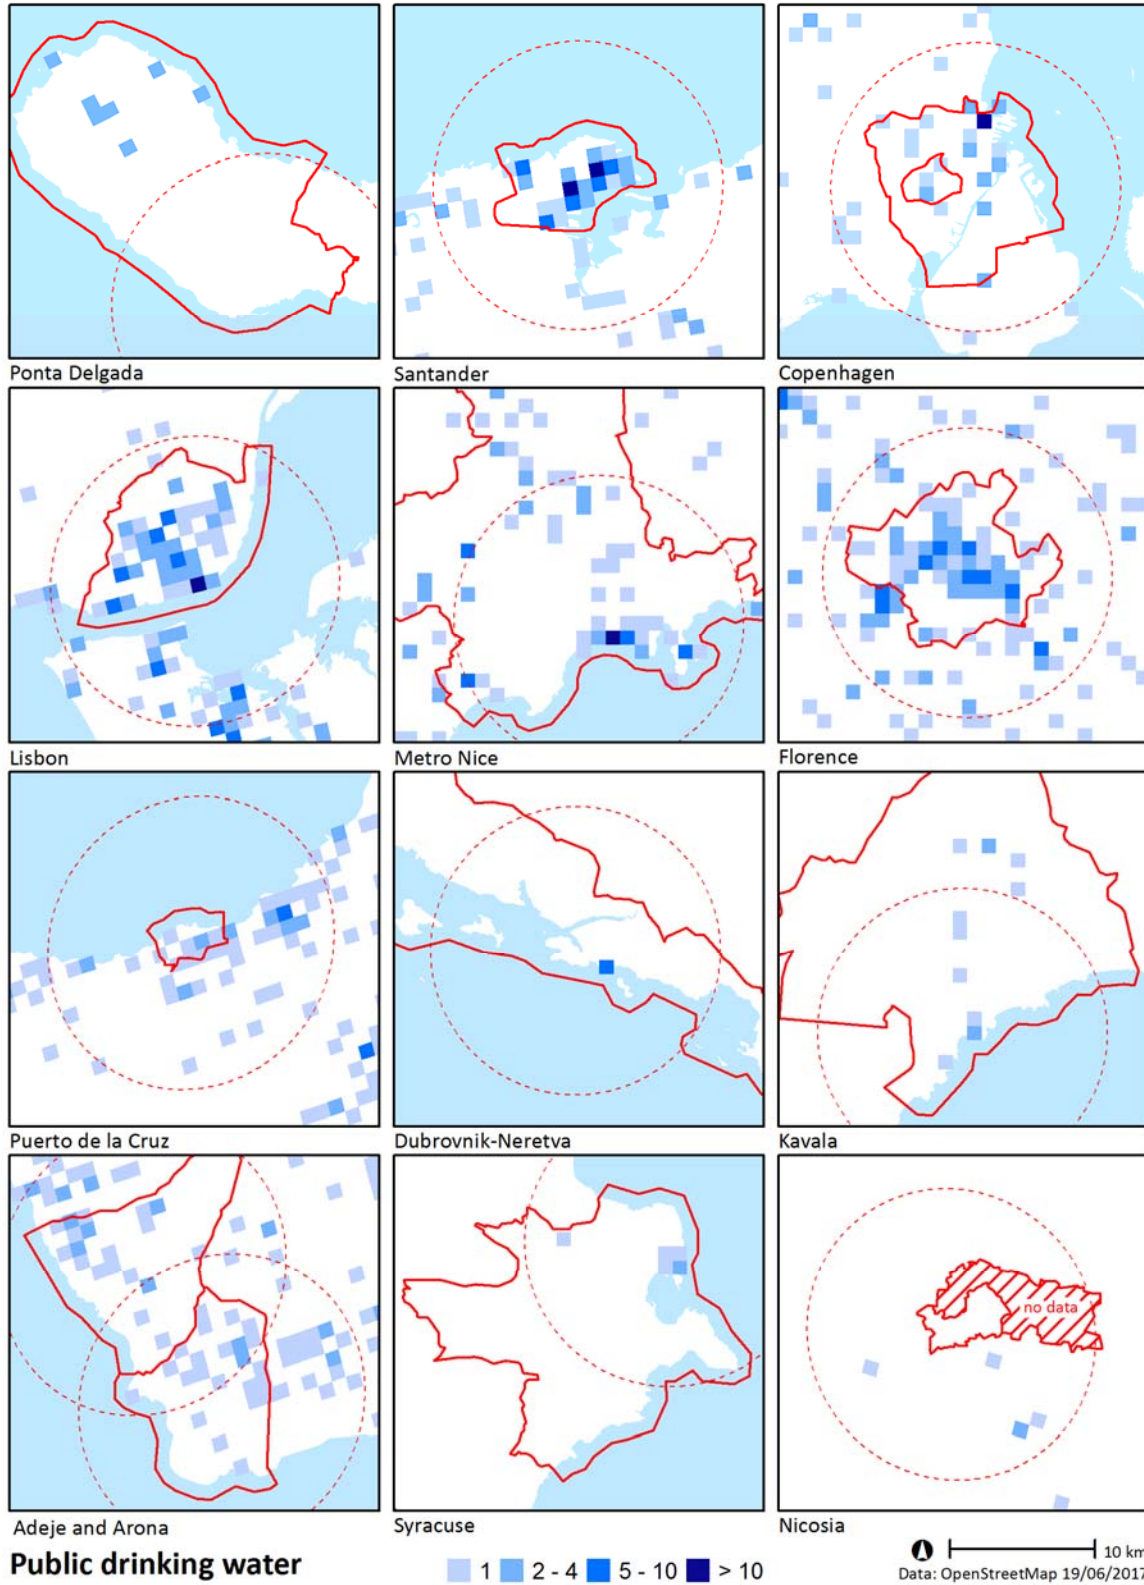 Ponta Delgada
Santander
Copenhagen
Lisbon
Metro Nice
Florence
Puerto de la Cruz
Dubrovnik-Neretva
Kavala
no data
Adeje and Arona
Syracuse
Nicosia
Public drinking water
1 2 - 4 5 - 10 > 10
10 km
Data: OpenStreetMap 19/06/2017